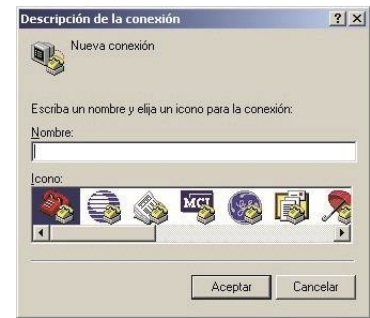 Descripción de la conexión
Nueva conexión
Escriba un nombre y elija un icono para la conexión:
Nombre:
Icono:
MCI
Aceptar
Cancelar